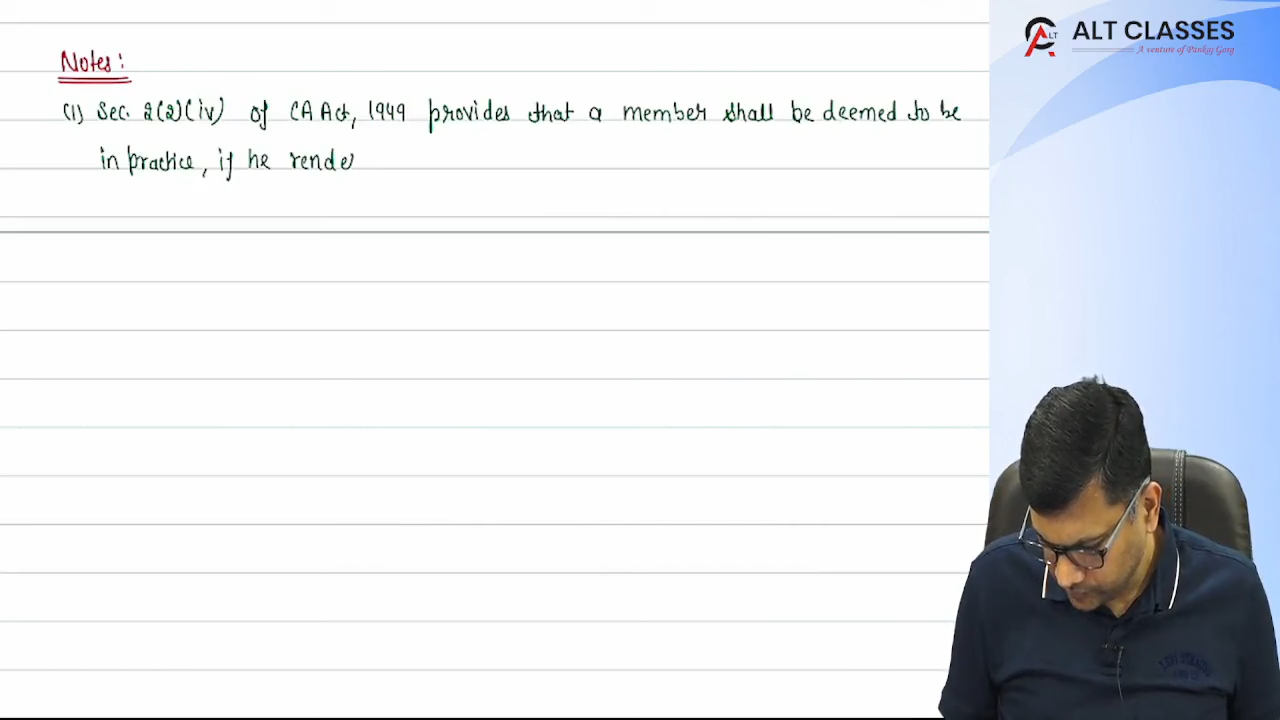 Notes:
(1) Sec. 2(2)(iv) of CA Act, 1949 provides that a member shall be deemed to be
in practice, if he rende
ALT
ALT CLASSES
A venture of Pankaj Garg